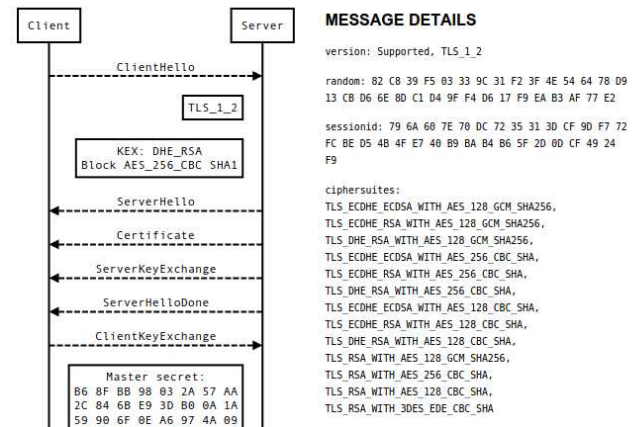 Client
Server
ClientHello
TLS_1_2
KEX: DHE_RSA
Block AES_256_CBC SHA1
ServerHello
Certificate
ServerKeyExchange
ServerHelloDone
ClientKeyExchange
Master secret:
B6 8F BB 98 03 2A 57 AA
2C 84 6B E9 3D B0 0A 1A
59 90 6F 0E A6 97 4A 09
MESSAGE DETAILS
version: Supported, TLS_1_2
random: 82 C8 39 F5 03 33 9C 31 F2 3F 4E 54 64 78 D9
13 CB D6 6E 8D C1 D4 9F F4 D6 17 F9 EA B3 AF 77 E2
sessionid: 79 6A 60 7E 70 DC 72 35 31 3D CF 9D F7 72
FC BE D5 4B 4F E7 40 B9 BA B4 B6 5F 2D 0D CF 49 24
F9
ciphersuites:
TLS_ECDHE_ECDSA_WITH_AES_128_GCM_SHA256,
TLS_ECDHE_RSA_WITH_AES_128_GCM_SHA256,
TLS_DHE_RSA_WITH_AES_128_GCM_SHA256,
TLS_ECDHE_ECDSA_WITH_AES_256_CBC_SHA,
TLS_ECDHE_RSA_WITH_AES_256_CBC_SHA,
TLS_DHE_RSA_WITH_AES_256_CBC_SHA,
TLS_ECDHE_ECDSA_WITH_AES_128_CBC_SHA,
TLS_ECDHE_RSA_WITH_AES_128_CBC_SHA,
TLS_DHE_RSA_WITH_AES_128_CBC_SHA,
TLS_RSA_WITH_AES_128_GCM_SHA256,
TLS_RSA_WITH_AES_256_CBC_SHA,
TLS_RSA_WITH_AES_128_CBC_SHA,
TLS_RSA_WITH_3DES_EDE_CBC_SHA